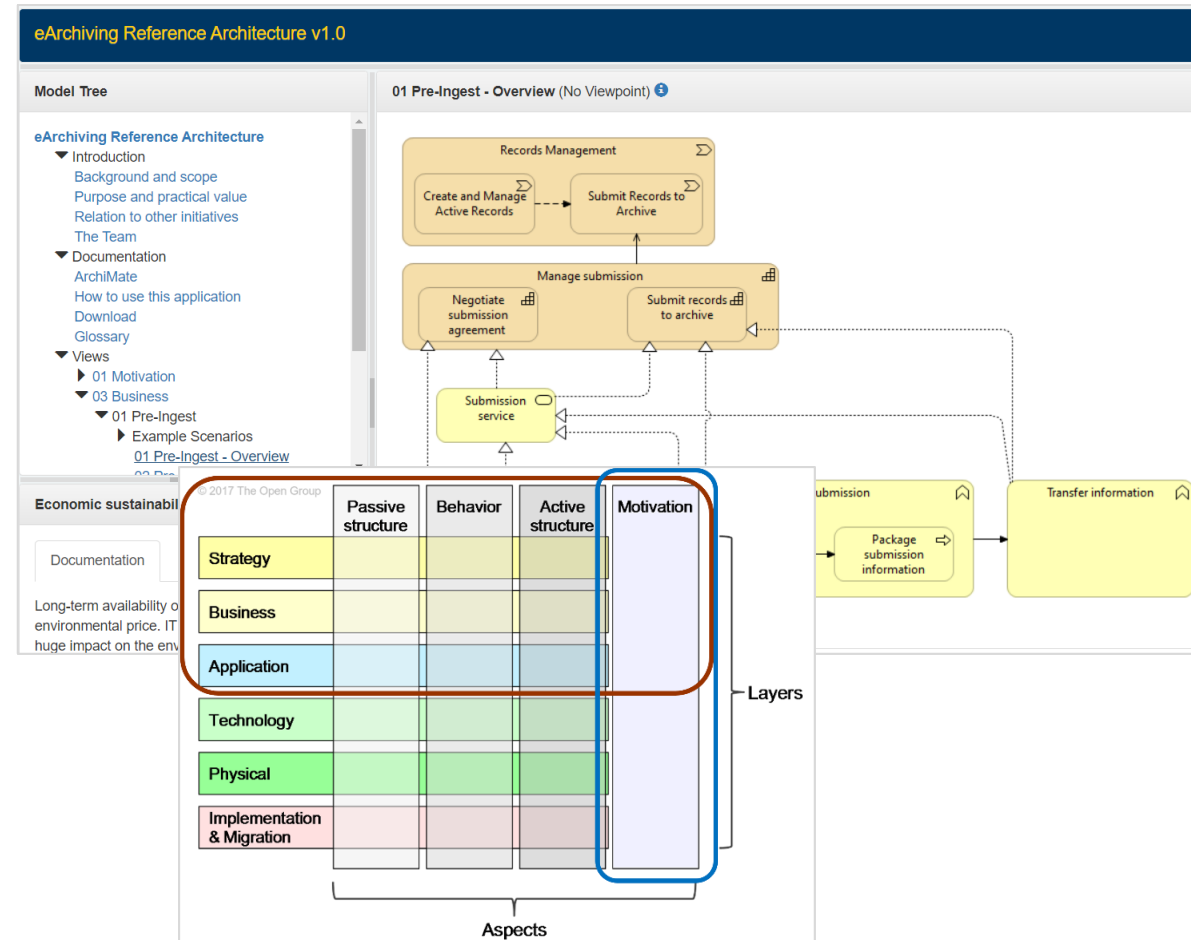 eArchiving Reference Architecture v1.0
Model Tree
eArchiving Reference Architecture
Introduction
Background and scope
Purpose and practical value
Relation to other initiatives
The Team
Documentation
ArchiMate
How to use this application
Download
Glossary
Views
01 Motivation
03 Business
01 Pre-Ingest
Example Scenarios
01 Pre-Ingest - Overview
Economic sustainabil
Documentation
Long-term availability o
environmental price. IT
huge impact on the env
01 Pre-Ingest - Overview (No Viewpoint)
Records Management
Create and Manage
Active Records
Submit Records to
Archive
Manage submission
Negotiate
submission
agreement
Submit records
to archive
Submission
service
ubmission
Package
submission
information
Transfer information
© 2017 The Open Group
Passive
structure
Behavior
Active
structure
Motivation
Strategy
Business
Application
Technology
Physical
Implementation
& Migration
Layers
Aspects